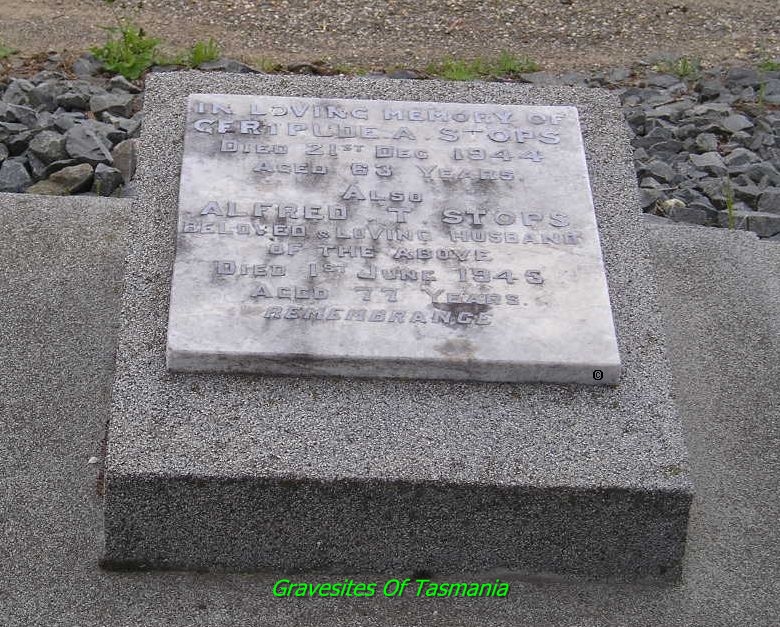 IN LOVING MEMORY OF
GERTRUDE A. STOPS
DIED 21ST DEC 1944
AGED 63 YEARS.
ALSO
ALFRED T. STOPS
BELOVED & LOVING HUSBAND
OF THE ABOVE
DIED 1ST JUNE 1945
AGED 77 YEARS.
REMEMBRANCE
©
Gravesites Of Tasmania